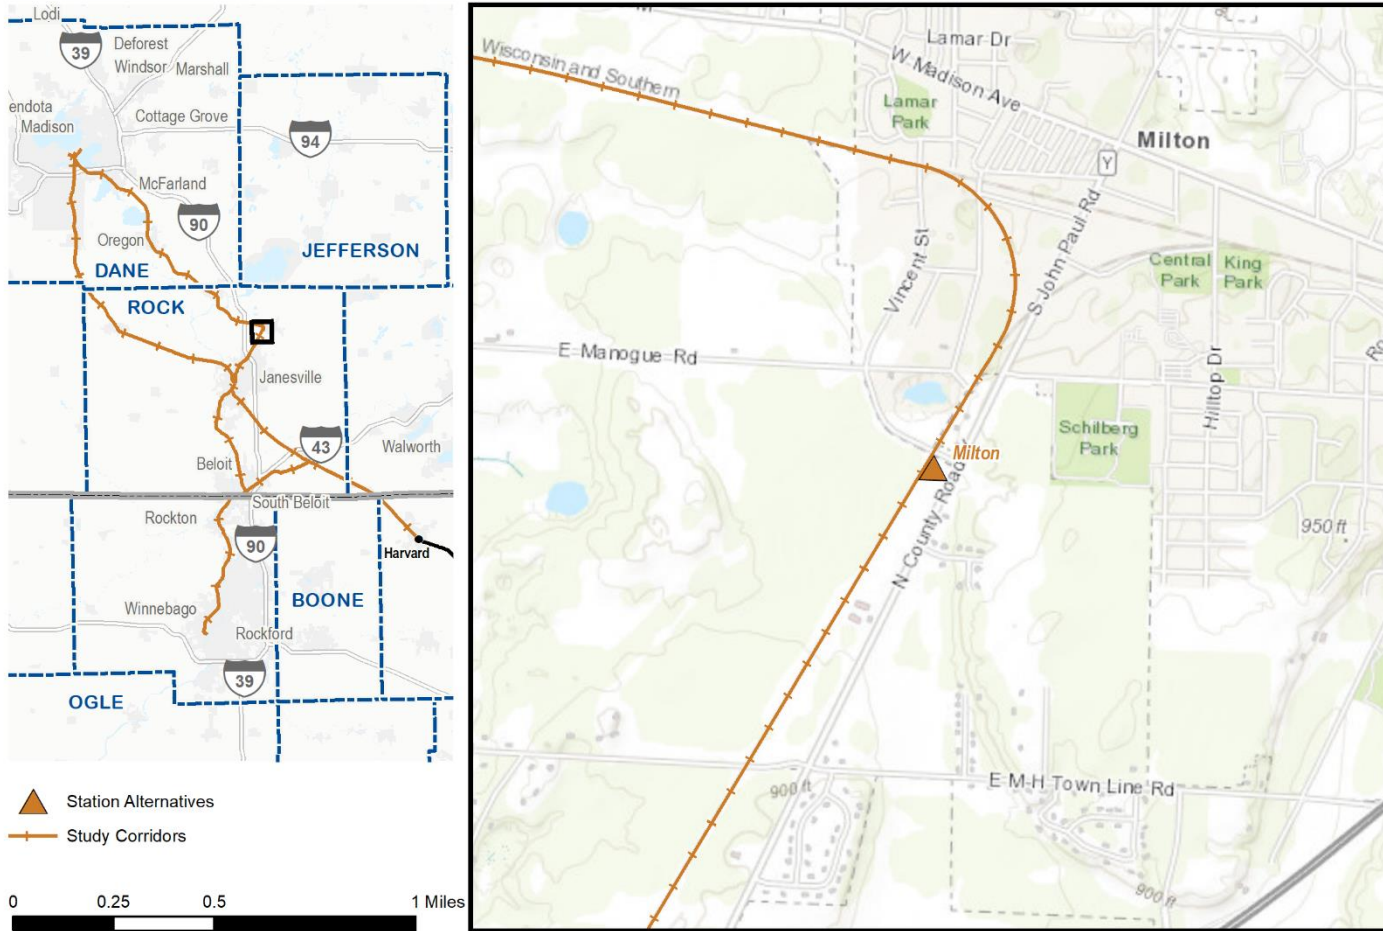 Lodi
39
Deforest
Windsor
Marshall
endota
Madison
Cottage Grove
94
McFarland
90
Oregon
JEFFERSON
DANE
ROCK
Janesville
43
Walworth
Beloit
South Beloit
Rockton
90
Harvard
BOONE
Winnebago
Rockford
39
OGLE
Station Alternatives
Study Corridors
0 0.25 0.5 1 Miles
M
Lamar Dr
Wisconsin and Southern
W Madison Ave
Lamar
Park
Milton
Y
S John Paul Rd
Vincent St
Central
Park
King
Park
E Manogue Rd
Ro
Hilltop Dr
Schilberg
Park
Milton
N County Road
950 ft
900 ft
E M-H Town Line Rd
900 ft